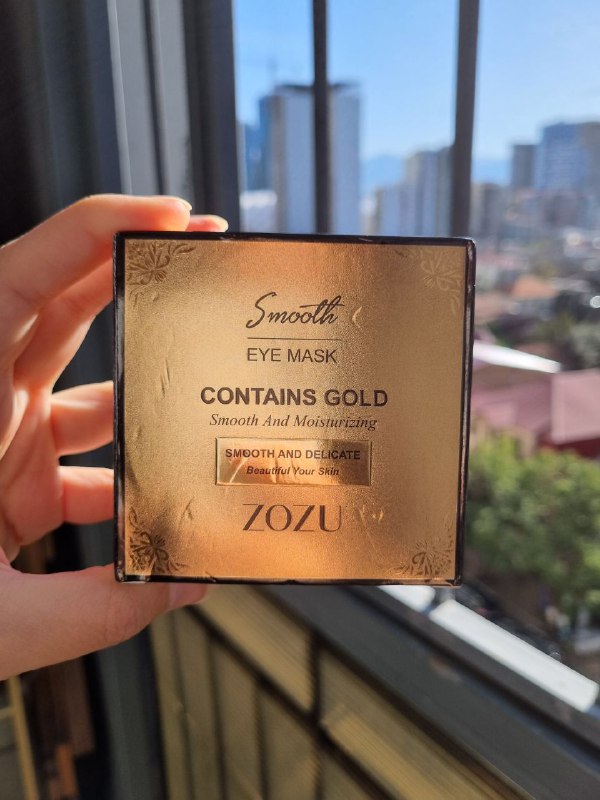 Smooth
EYE MASK
CONTAINS GOLD
Smooth And Moisturizing
SMOOTH AND DELICATE
Beautiful Your Skin
ZOZU